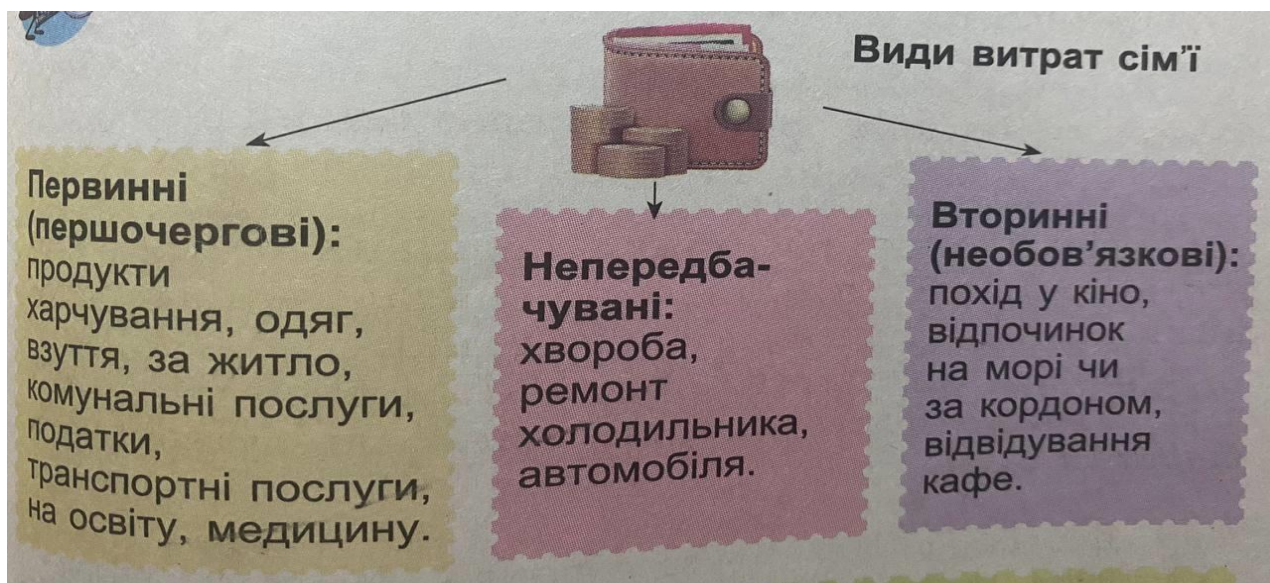 Види витрат сім'ї
Первинні
(першочергові):
продукти
харчування, одяг,
взуття, за житло,
комунальні послуги,
податки,
транспортні послуги,
на освіту, медицину.
Непередба-
чувані:
хвороба,
ремонт
холодильника,
автомобіля.
Вторинні
(необов’язкові):
похід у кіно,
відпочинок
на морі чи
за кордоном,
відвідування
кафе.